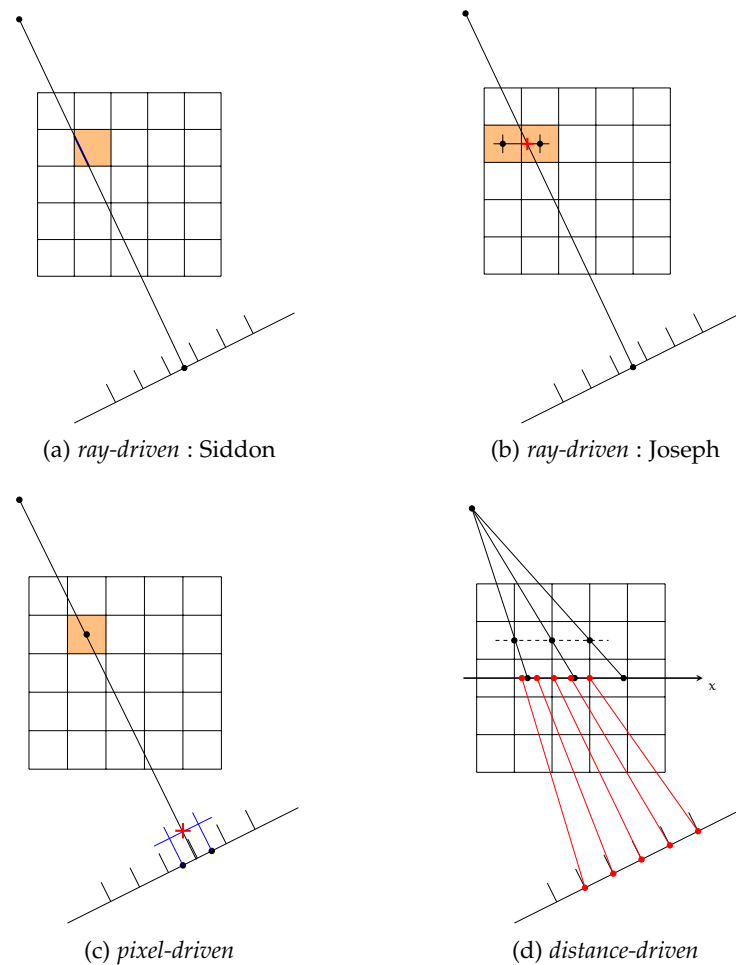 (a) ray-driven : Siddon
(b) ray-driven : Joseph
x
(c) pixel-driven
(d) distance-driven